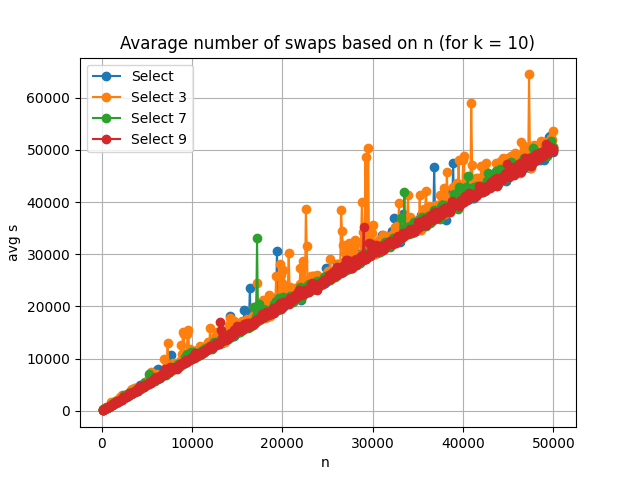 Avarage number of swaps based on n (for k = 10)
Select
Select 3
Select 7
Select 9
60000
50000
40000
30000
20000
10000
0
avg s
0 10000 20000 30000 40000 50000
n